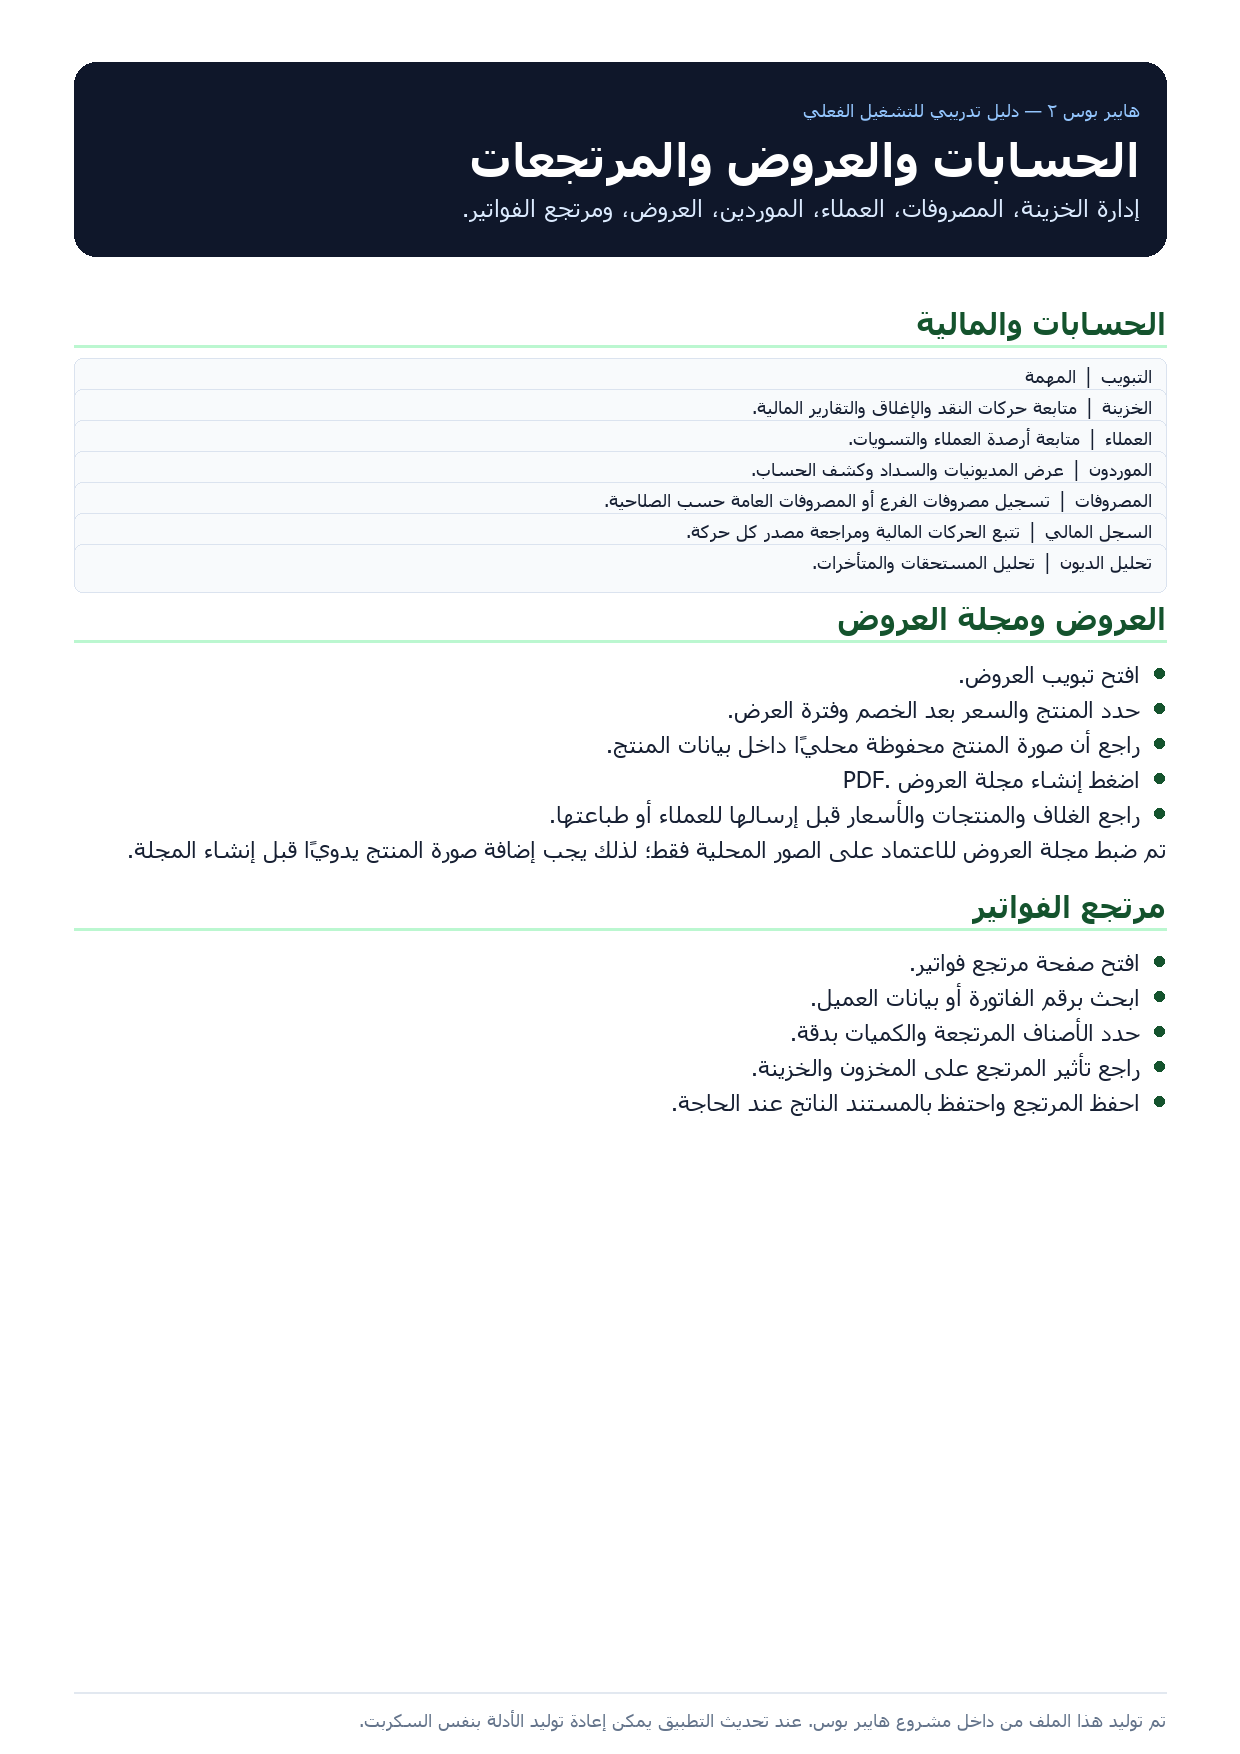 هايبر بوس ٢ — دليل تدريبي للتشغيل الفعلي
الحسابات والعروض والمرتجعات
إدارة الخزينة، المصروفات، العملاء، الموردين، العروض، ومرتجع الفواتير.
الحسابات والمالية
التبويب | المهمة
الخزينة | متابعة حركات النقد والإغلاق والتقارير المالية.
العملاء | متابعة أرصدة العملاء والتسويات.
الموردون | عرض المديونيات والسداد وكشف الحساب.
المصروفات | تسجيل مصروفات الفرع أو المصروفات العامة حسب الصلاحية.
السجل المالي | تتبع الحركات المالية ومراجعة مصدر كل حركة.
تحليل الديون | تحليل المستحقات والمتأخرات.
العروض ومجلة العروض
● افتح تبويب العروض.
● حدد المنتج والسعر بعد الخصم وفترة العرض.
● راجع أن صورة المنتج محفوظة محليًا داخل بيانات المنتج.
● اضغط إنشاء مجلة العروض PDF.
● راجع الغلاف والمنتجات والأسعار قبل إرسالها للعملاء أو طباعتها.
تم ضبط مجلة العروض للاعتماد على الصور المحلية فقط؛ لذلك يجب إضافة صورة المنتج يدويًا قبل إنشاء المجلة.
مرتجع الفواتير
● افتح صفحة مرتجع فواتير.
● ابحث برقم الفاتورة أو بيانات العميل.
● حدد الأصناف المرتجعة والكميات بدقة.
● راجع تأثير المرتجع على المخزون والخزينة.
● احفظ المرتجع واحتفظ بالمستند الناتج عند الحاجة.
تم توليد هذا الملف من داخل مشروع هايبر بوس. عند تحديث التطبيق يمكن إعادة توليد الأدلة بنفس السكربت.